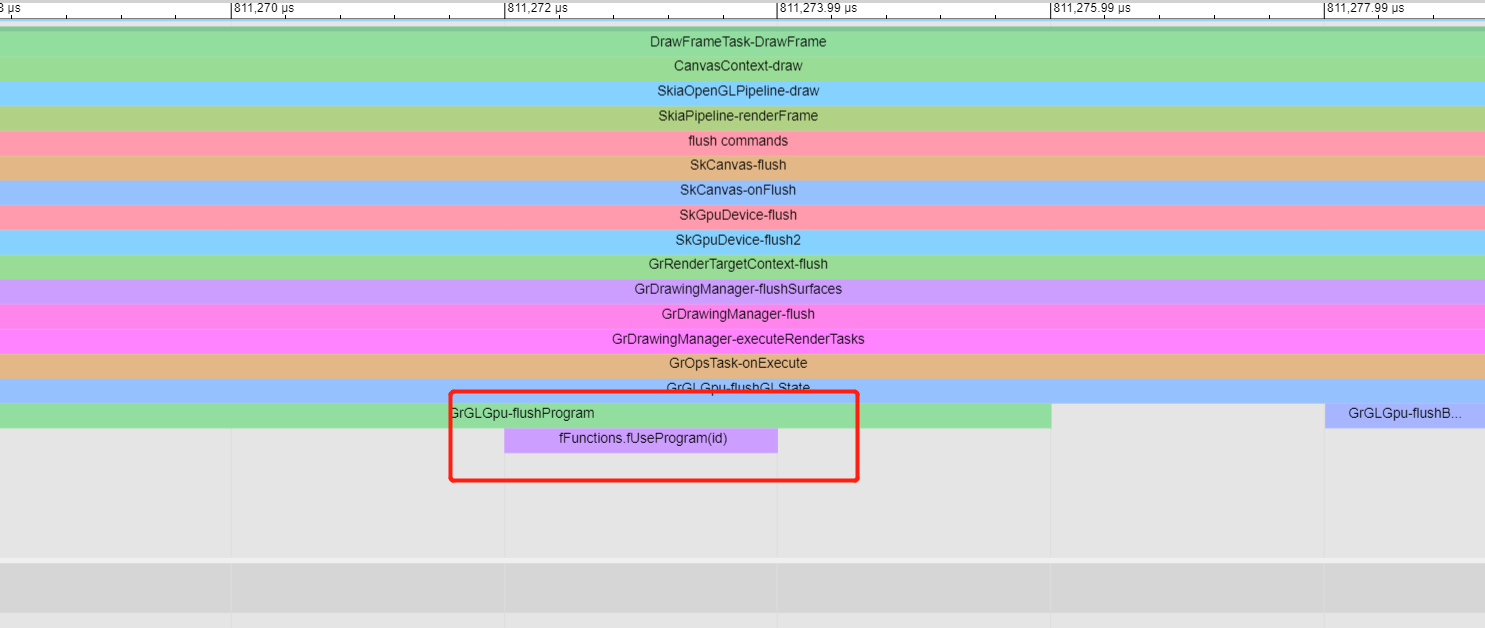 8 µs 811,270 µs 811,272 µs 811,273.99 µs 811,275.99 µs 811,277.99 µs
DrawFrameTask-DrawFrame
CanvasContext-draw
SkiaOpenGLPipeline-draw
SkiaPipeline-renderFrame
flush commands
SkCanvas-flush
SkCanvas-onFlush
SkGpuDevice-flush
SkGpuDevice-flush2
GrRenderTargetContext-flush
GrDrawingManager-flushSurfaces
GrDrawingManager-flush
GrDrawingManager-executeRenderTasks
GrOpsTask-onExecute
GrGLGpu-flushGLState
GrGLGpu-flushProgram GrGLGpu-flushB...
fFunctions.fUseProgram(id)